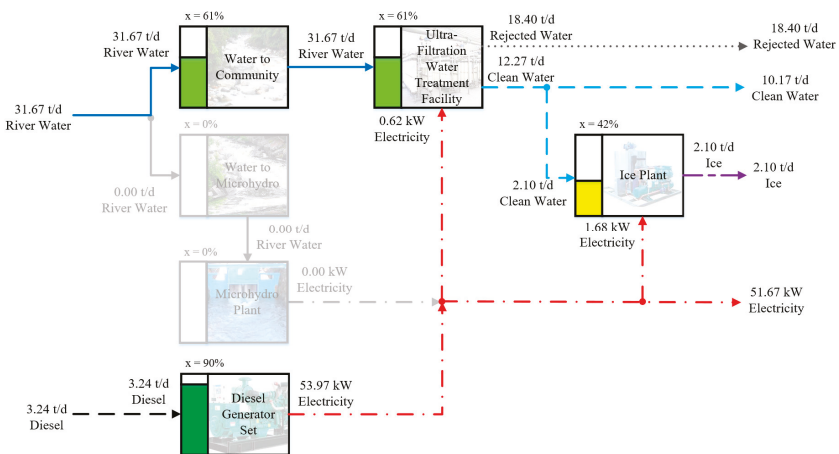 x = 61%
31.67 t/d
River Water
Water to
Community
31.67 t/d
River Water
x = 61%
Ultra-
Filtration
Water
Treatment
Facility
18.40 t/d
Rejected Water
18.40 t/d
Rejected Water
12.27 t/d
Clean Water
10.17 t/d
Clean Water
31.67 t/d
River Water
0.62 kW
Electricity
x = 0%
Water to
Microhydro
0.00 t/d
River Water
x = 42%
Ice Plant
2.10 t/d
Ice
2.10 t/d
Ice
2.10 t/d
Clean Water
1.68 kW
Electricity
0.00 t/d
River Water
x = 0%
Microhydro
Plant
0.00 kW
Electricity
51.67 kW
Electricity
x = 90%
3.24 t/d
Diesel
Diesel
Generator
Set
53.97 kW
Electricity
3.24 t/d
Diesel